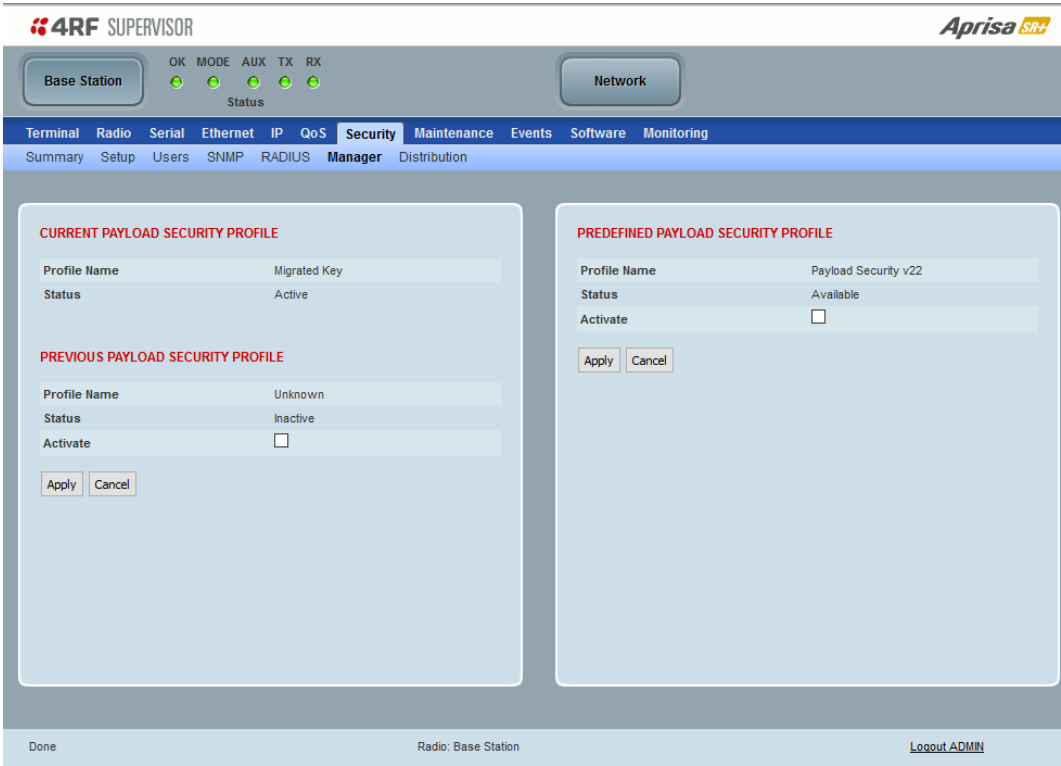 4RF SUPERVISOR
Aprisa SR+
Base Station
OK MODE AUX TX RX
Status
Network
Terminal Radio Serial Ethernet IP QoS Security Maintenance Events Software Monitoring
Summary Setup Users SNMP RADIUS Manager Distribution
CURRENT PAYLOAD SECURITY PROFILE
Profile Name Migrated Key
Status Active
PREVIOUS PAYLOAD SECURITY PROFILE
Profile Name Unknown
Status Inactive
Activate
Apply Cancel
PREDEFINED PAYLOAD SECURITY PROFILE
Profile Name Payload Security v22
Status Available
Activate
Apply Cancel
Done Radio: Base Station Logout ADMIN